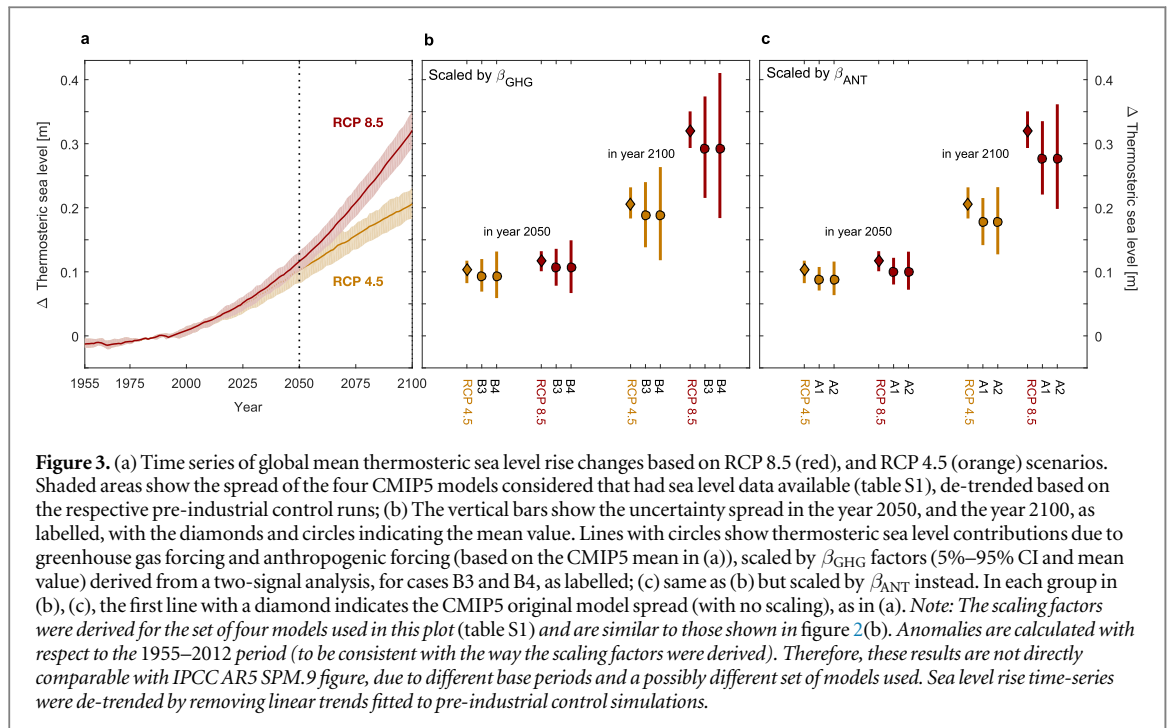 a
b
c
0.4
0.3
0.2
0.1
0
Δ Thermosteric sea level [m]
RCP 8.5
RCP 4.5
1955 1975 2000 2025 2050 2075 2100
Year
Scaled by βGHG
in year 2050
in year 2100
RCP 4.5 B3 B4 RCP 8.5 B3 B4 RCP 4.5 B3 B4 RCP 8.5 B3 B4
Scaled by βANT
in year 2050
in year 2100
RCP 4.5 A1 A2 RCP 8.5 A1 A2 RCP 4.5 A1 A2 RCP 8.5 A1 A2
0.4
0.3
0.2
0.1
0
Δ Thermosteric sea level [m]
Figure 3. (a) Time series of global mean thermosteric sea level rise changes based on RCP 8.5 (red), and RCP 4.5 (orange) scenarios.
Shaded areas show the spread of the four CMIP5 models considered that had sea level data available (table S1), de-trended based on
the respective pre-industrial control runs; (b) The vertical bars show the uncertainty spread in the year 2050, and the year 2100, as
labelled, with the diamonds and circles indicating the mean value. Lines with circles show thermosteric sea level contributions due to
greenhouse gas forcing and anthropogenic forcing (based on the CMIP5 mean in (a)), scaled by βGHG factors (5%–95% CI and mean
value) derived from a two-signal analysis, for cases B3 and B4, as labelled; (c) same as (b) but scaled by βANT instead. In each group in
(b), (c), the first line with a diamond indicates the CMIP5 original model spread (with no scaling), as in (a). Note: The scaling factors
were derived for the set of four models used in this plot (table S1) and are similar to those shown in figure 2(b). Anomalies are calculated with
respect to the 1955–2012 period (to be consistent with the way the scaling factors were derived). Therefore, these results are not directly
comparable with IPCC AR5 SPM.9 figure, due to different base periods and a possibly different set of models used. Sea level rise time-series
were de-trended by removing linear trends fitted to pre-industrial control simulations.